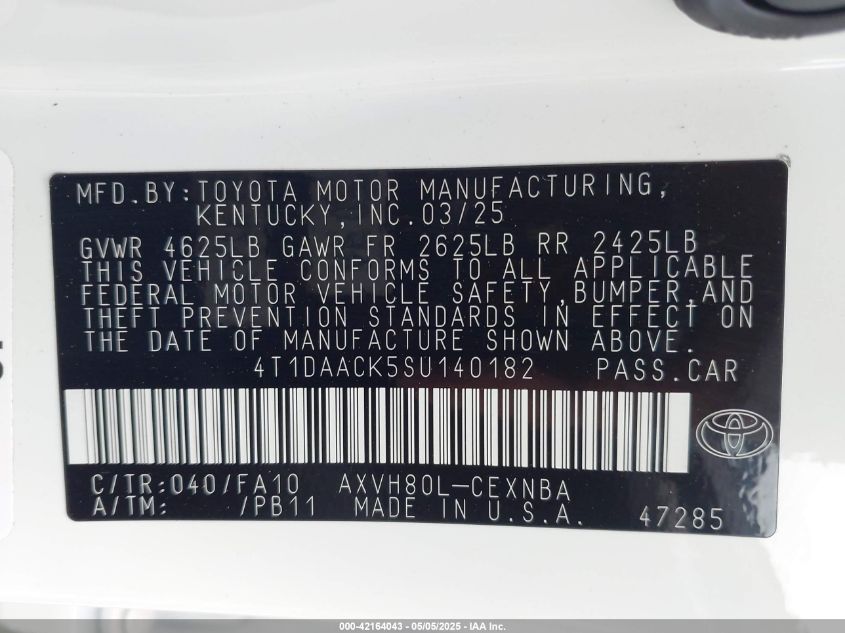 MFD.BY:TOYOTA MOTOR MANUFACTURING,
KENTUCKY,INC.03/25
GVWR 4625LB GAWR FR 2625LB RR 2425LB
THIS VEHICLE CONFORMS TO ALL APPLICABLE
FEDERAL MOTOR VEHICLE SAFETY,BUMPER,AND
THEFT PREVENTION STANDARDS IN EFFECT ON
THE DATE OF MANUFACTURE SHOWN ABOVE.
4T1DAACK5SU140182 PASS.CAR
C/TR:040/FA10 AXVH80L-CEXNBA
A/TM: /PB11 MADE IN U.S.A. 47285
000-42164043 - 05/05/2025 - IAA Inc.